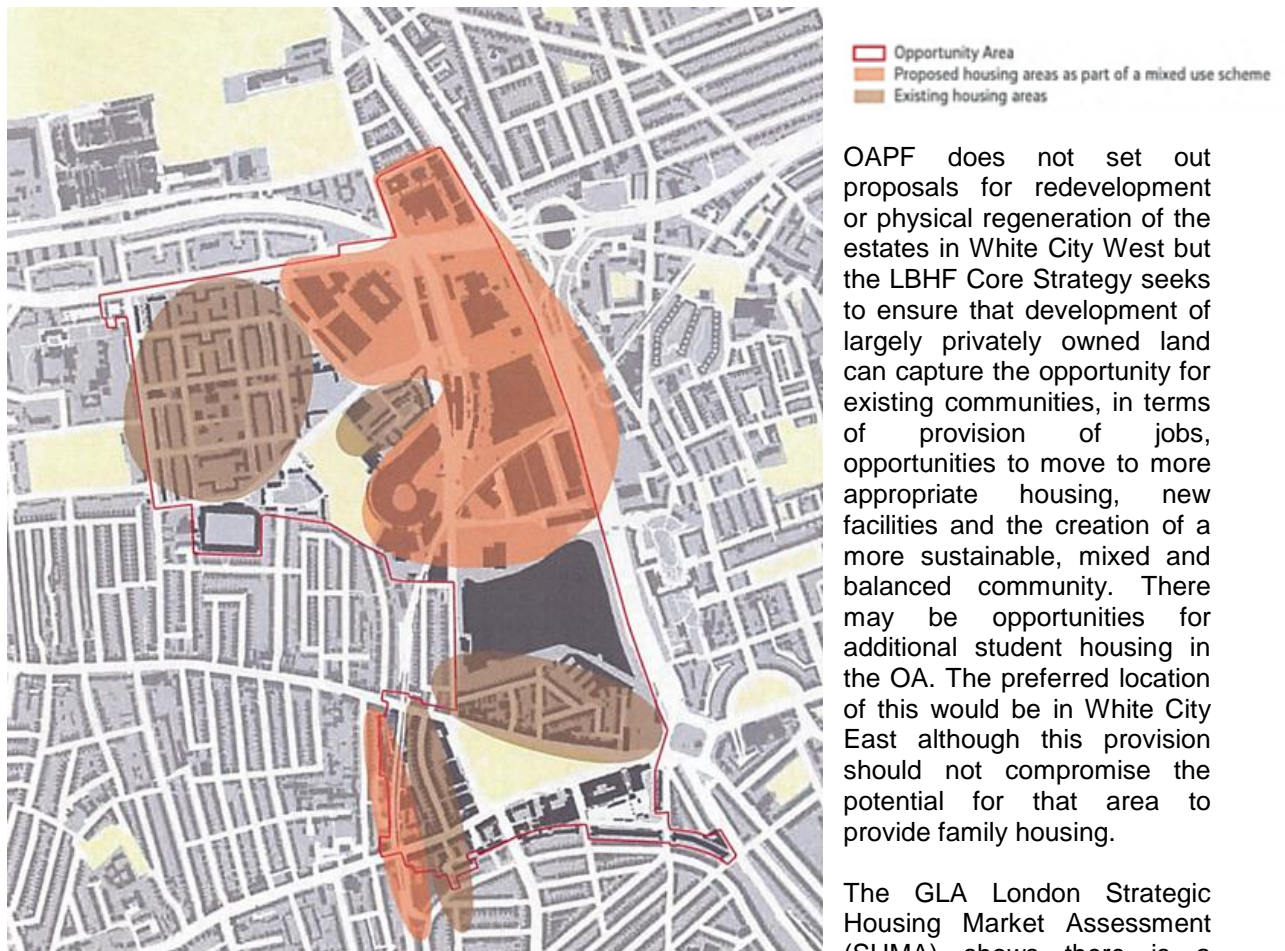 Opportunity Area
Proposed housing areas as part of a mixed use scheme
Existing housing areas
OAPF does not set out
proposals for redevelopment
or physical regeneration of the
estates in White City West but
the LBHF Core Strategy seeks
to ensure that development of
largely privately owned land
can capture the opportunity for
existing communities, in terms
of provision of jobs,
opportunities to move to more
appropriate housing, new
facilities and the creation of a
more sustainable, mixed and
balanced community. There
may be opportunities for
additional student housing in
the OA. The preferred location
of this would be in White City
East although this provision
should not compromise the
potential for that area to
provide family housing.
The GLA London Strategic
Housing Market Assessment
(SHMA) shows there is a